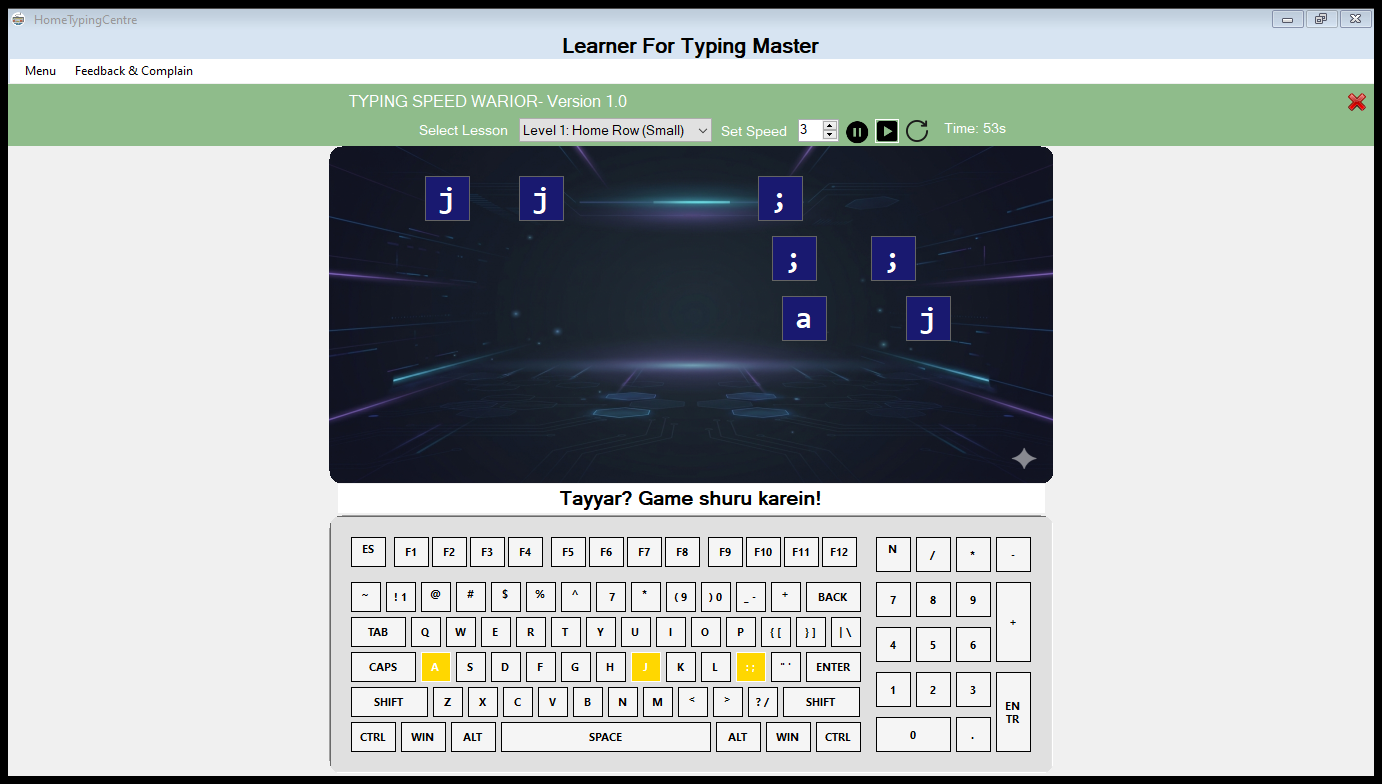 HomeTypingCentre
Learner For Typing Master
Menu Feedback & Complain
TYPING SPEED WARIOR- Version 1.0
Select Lesson Level 1: Home Row (Small) Set Speed 3 Time: 53s
j j ;
; ;
a j
Tayyar? Game shuru karein!
ES F1 F2 F3 F4 F5 F6 F7 F8 F9 F10 F11 F12 N / * -
~ ! 1 @ # $ % ^ 7 * ( 9 ) 0 _ - + BACK 7 8 9 +
TAB Q W E R T Y U I O P { [ } ] | \ 4 5 6
CAPS A S D F G H J K L : ; " ' ENTER
SHIFT Z X C V B N M < > ? / SHIFT 1 2 3 EN TR
CTRL WIN ALT SPACE ALT WIN CTRL 0 .